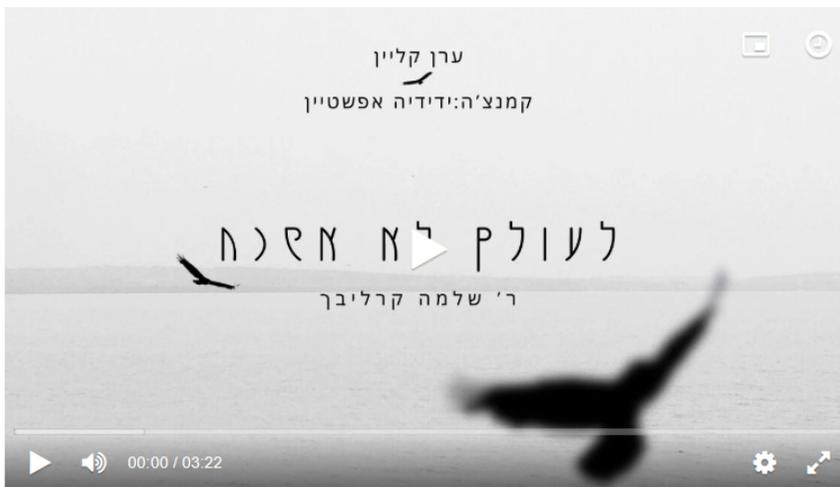 ערן קליין
קמנצ'ה:ידידיה אפשטיין
לעולם לא אשכח
ר' שלמה קרליבך
00:00 / 03:22